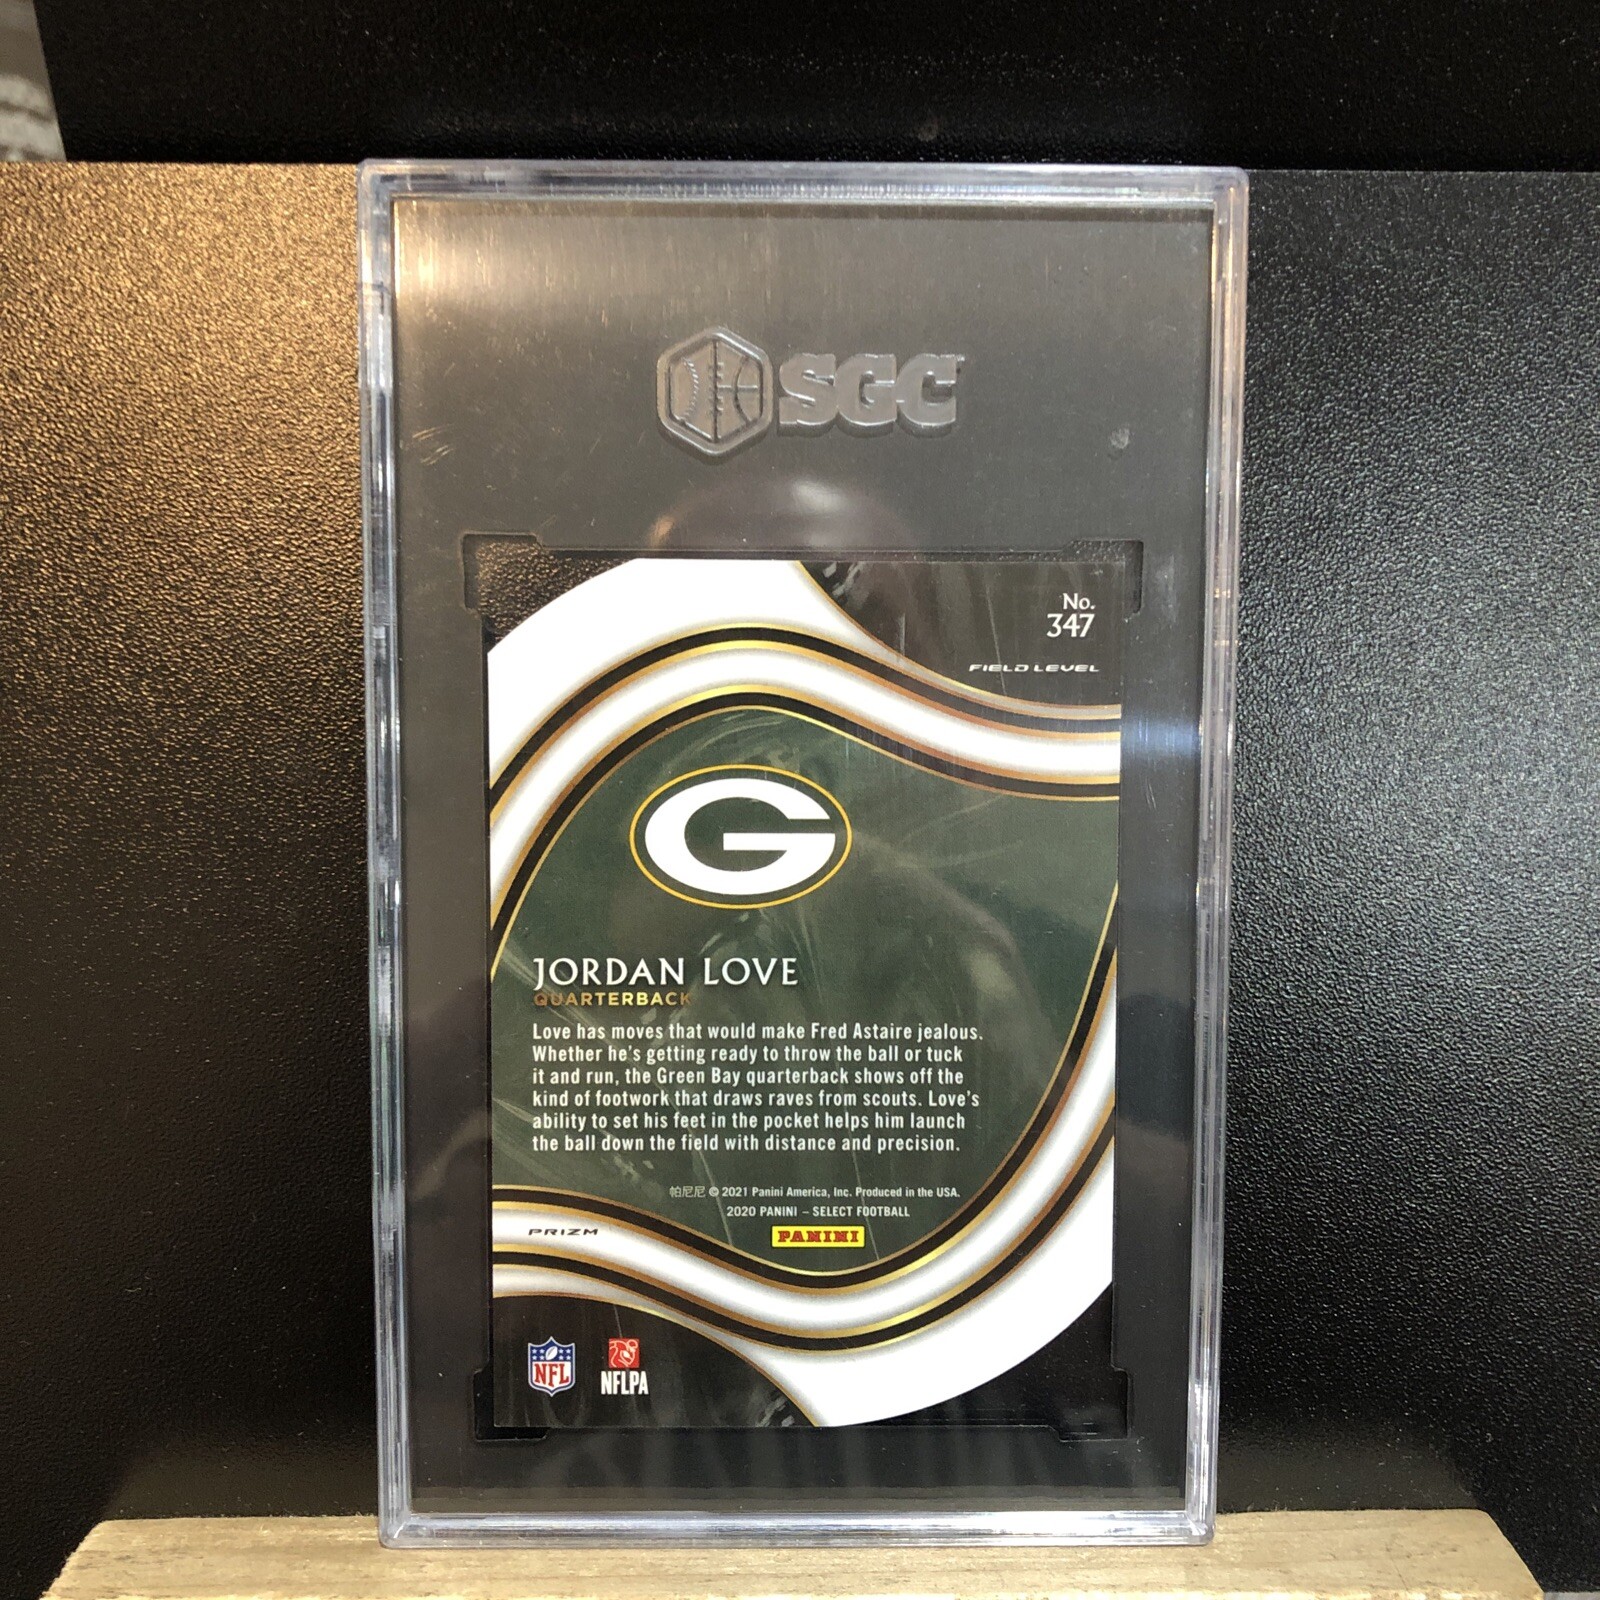 SGC
No.
347
FIELD LEVEL
G
JORDAN LOVE
QUARTERBACK
Love has moves that would make Fred Astaire jealous.
Whether he's getting ready to throw the ball or tuck
it and run, the Green Bay quarterback shows off the
kind of footwork that draws raves from scouts. Love's
ability to set his feet in the pocket helps him launch
the ball down the field with distance and precision.
帕尼尼 © 2021 Panini America, Inc. Produced in the USA.
2020 PANINI – SELECT FOOTBALL
PRIZM
PANINI
NFL
NFLPA